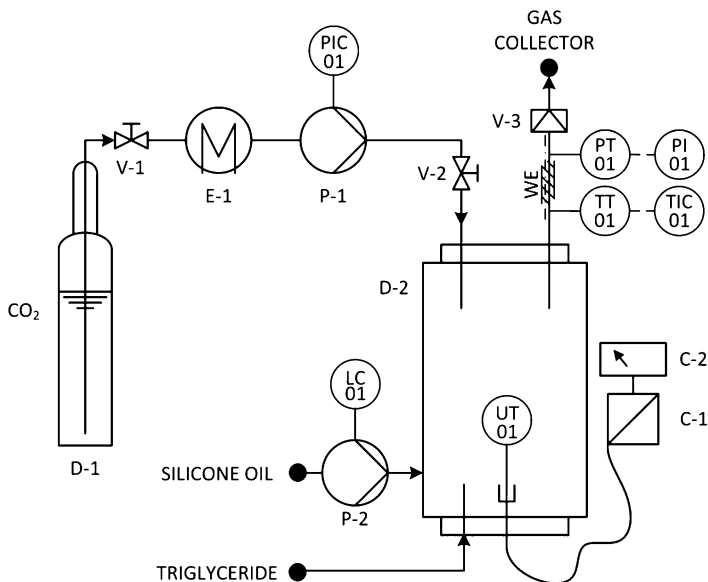 GAS
COLLECTOR
PIC
01
V-3
V-1
PT
01
PI
01
V-2
WE
E-1
P-1
TT
01
TIC
01
D-2
CO₂
C-2
LC
01
UT
01
C-1
D-1
SILICONE OIL
P-2
TRIGLYCERIDE